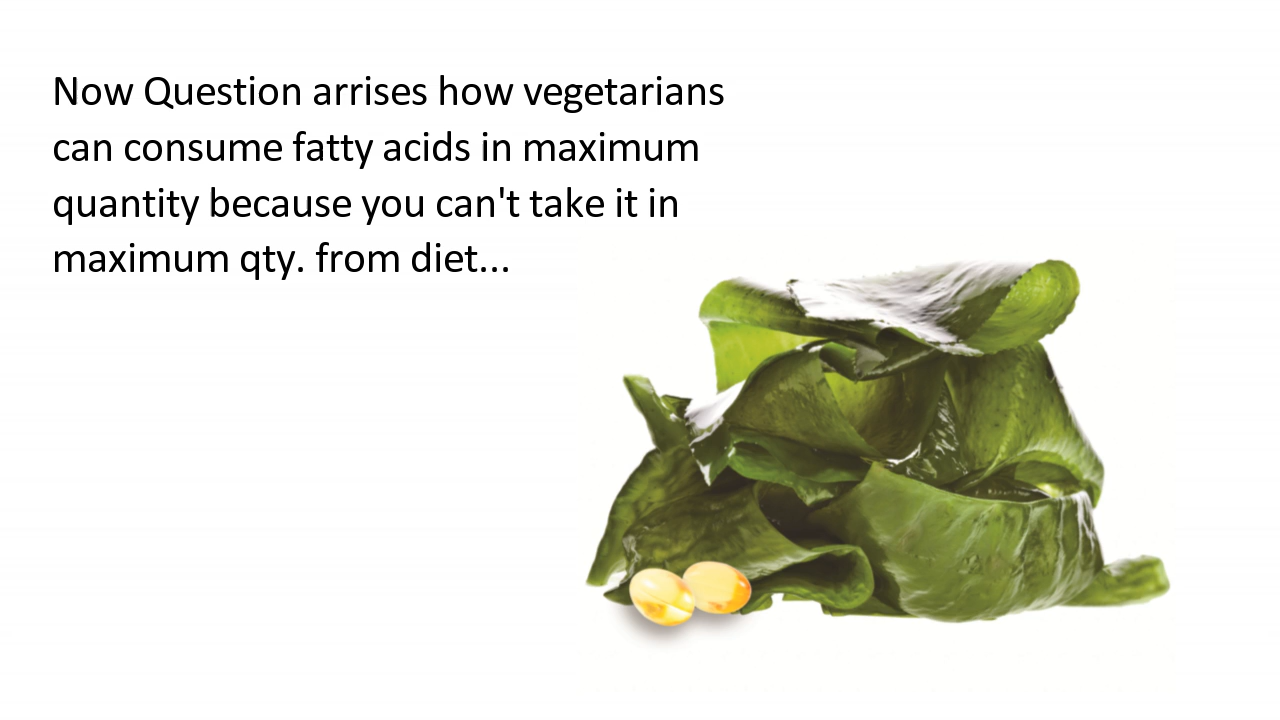 Now Question arrises how vegetarians
can consume fatty acids in maximum
quantity because you can't take it in
maximum qty. from diet...